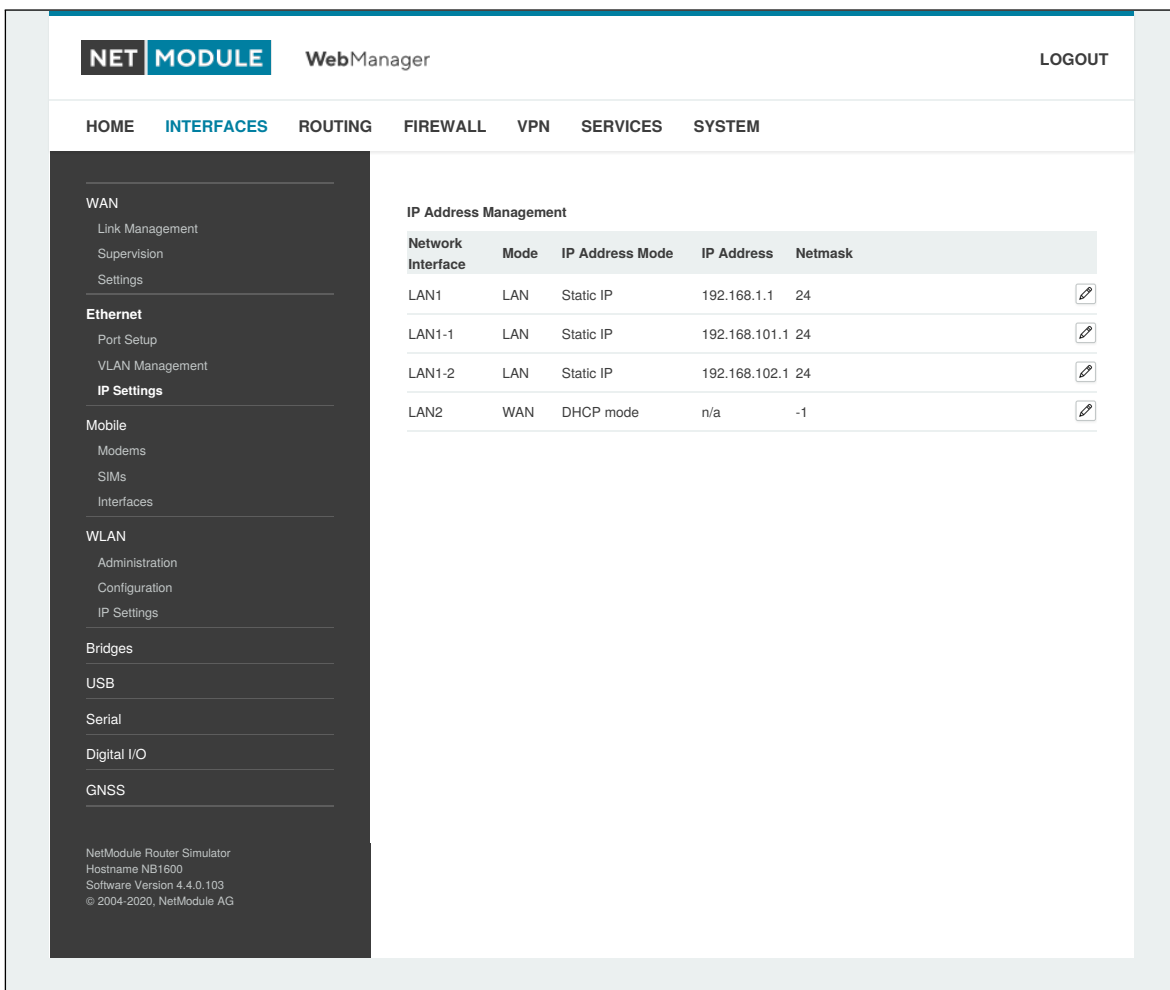 NET MODULE WebManager LOGOUT
HOME INTERFACES ROUTING FIREWALL VPN SERVICES SYSTEM
WAN
Link Management
Supervision
Settings
Ethernet
Port Setup
VLAN Management
IP Settings
Mobile
Modems
SIMs
Interfaces
WLAN
Administration
Configuration
IP Settings
Bridges
USB
Serial
Digital I/O
GNSS
NetModule Router Simulator
Hostname NB1600
Software Version 4.4.0.103
© 2004-2020, NetModule AG
IP Address Management
Network Interface Mode IP Address Mode IP Address Netmask
LAN1 LAN Static IP 192.168.1.1 24
LAN1-1 LAN Static IP 192.168.101.1 24
LAN1-2 LAN Static IP 192.168.102.1 24
LAN2 WAN DHCP mode n/a -1